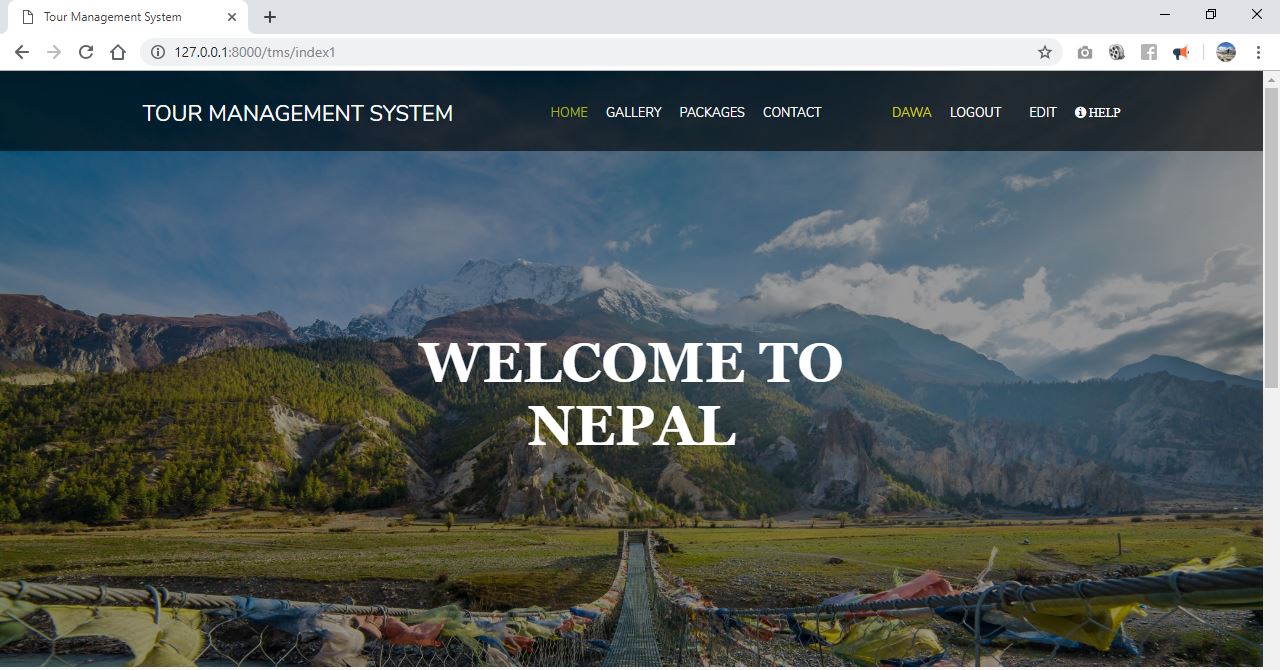 Tour Management System
127.0.0.1:8000/tms/index1
TOUR MANAGEMENT SYSTEM HOME GALLERY PACKAGES CONTACT DAWA LOGOUT EDIT HELP
WELCOME TO
NEPAL